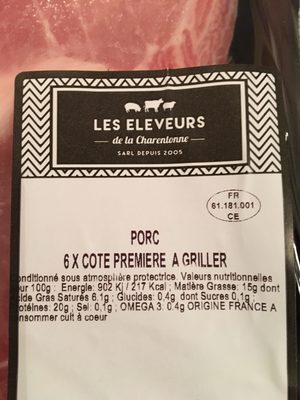 LES ELEVEURS
de la Charentonne
SARL DEPUIS 2005
FR
61.181.001
CE
PORC
6 X COTE PREMIERE A GRILLER
onditionné sous atmosphère protectrice. Valeurs nutritionnelles
ur 100g : Energie: 902 Kj / 217 Kcal ; Matière Grasse: 15g dont
cide Gras Saturés 6.1g ; Glucides: 0.4g dont Sucres 0,1g ;
otéines: 20g ; Sel: 0,1g ; OMEGA 3: 0.4g ORIGINE FRANCE A
nsommer cuit à coeur